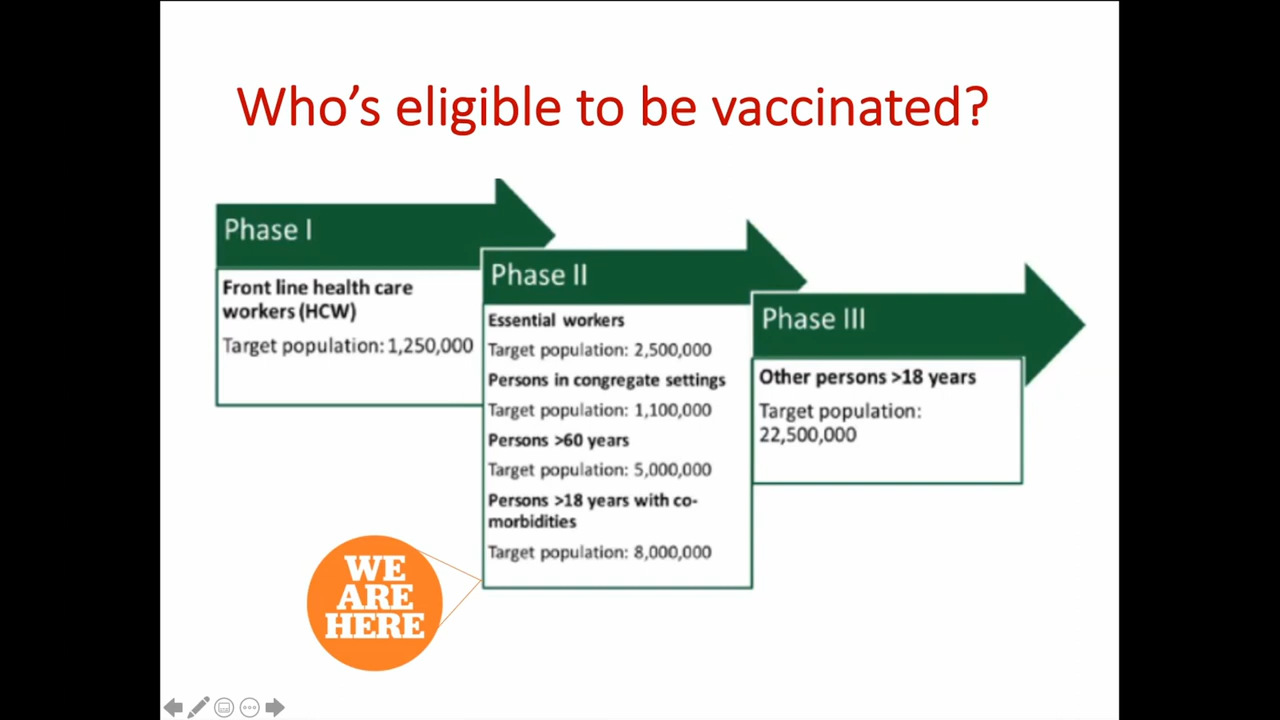 Who's eligible to be vaccinated?
Phase I
Front line health care
workers (HCW)
Target population: 1,250,000
Phase II
Essential workers
Target population: 2,500,000
Persons in congregate settings
Target population: 1,100,000
Persons >60 years
Target population: 5,000,000
Persons >18 years with co-
morbidities
Target population: 8,000,000
Phase III
Other persons >18 years
Target population:
22,500,000
WE
ARE
HERE